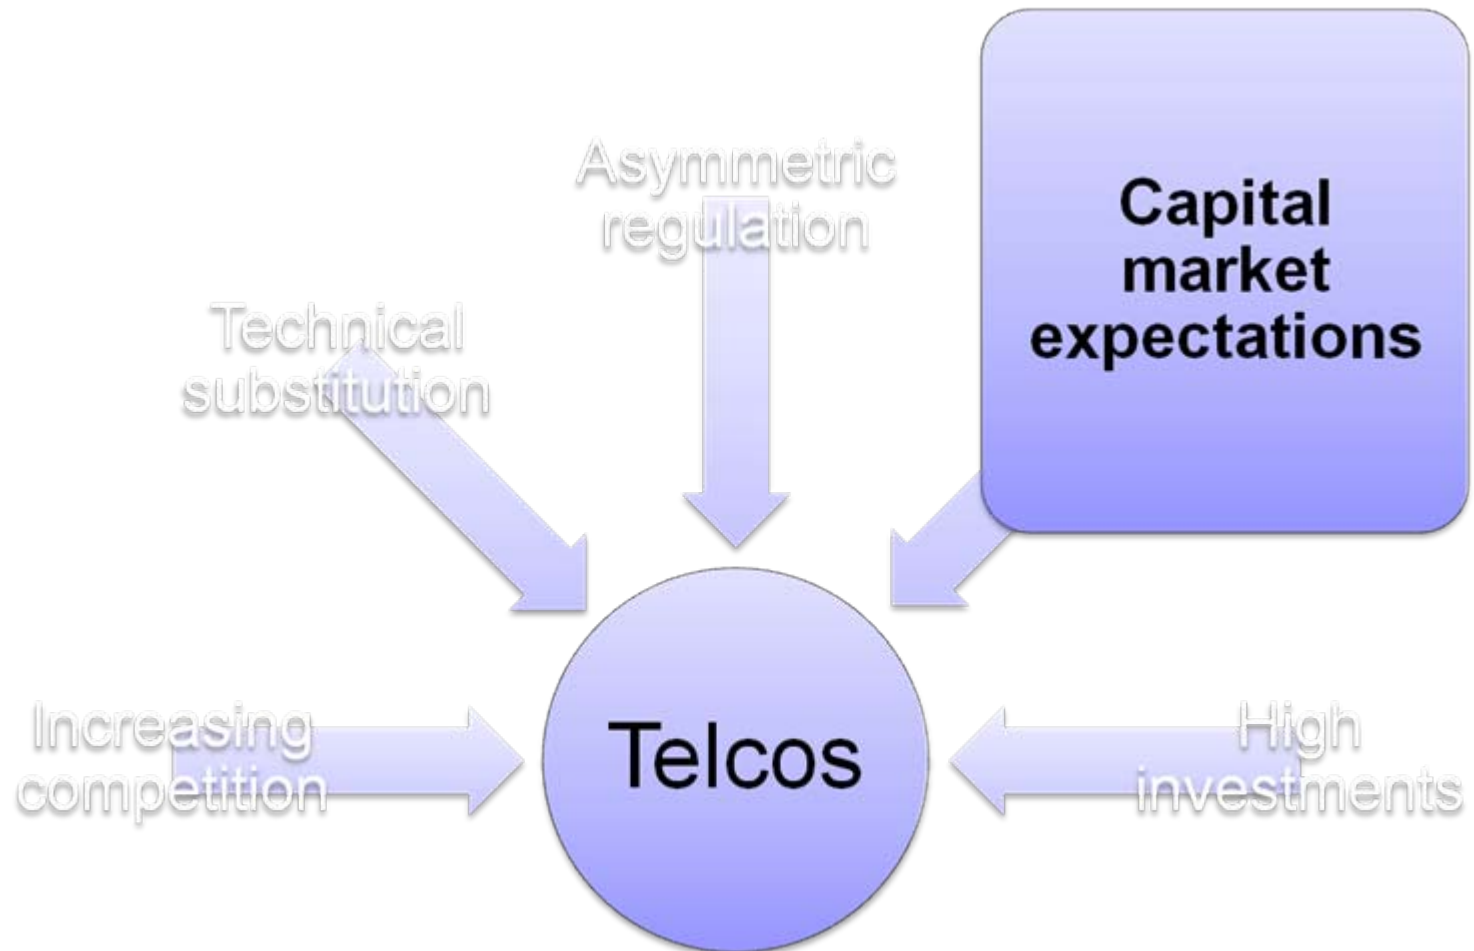 Asymmetric
regulation
Capital
market
expectations
Technical
substitution
Increasing
competition
Telcos
High
investments